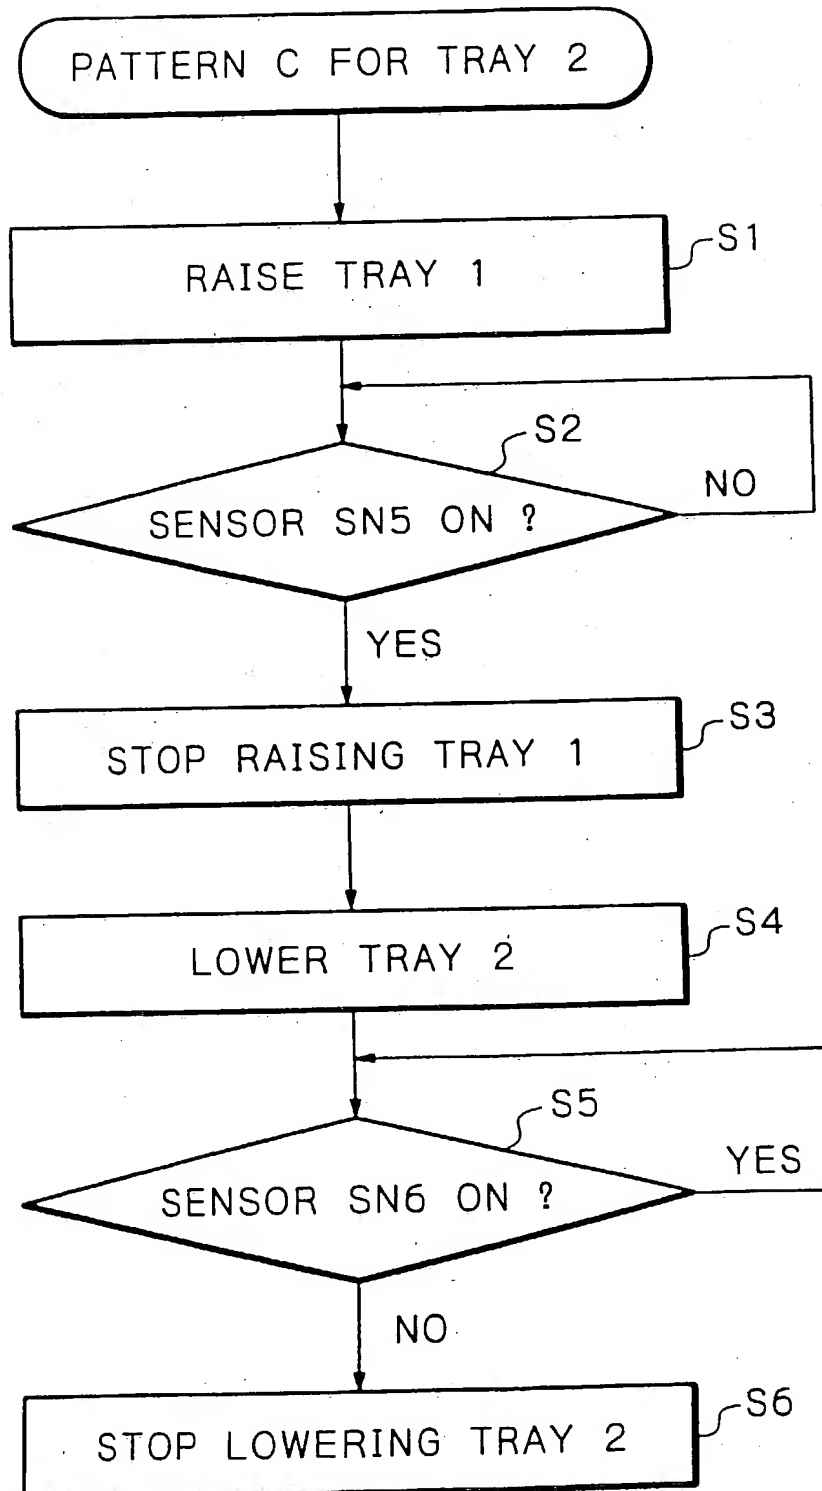 PATTERN C FOR TRAY 2
S1
RAISE TRAY 1
S2
SENSOR SN5 ON ?
NO
YES
S3
STOP RAISING TRAY 1
S4
LOWER TRAY 2
S5
SENSOR SN6 ON ?
YES
NO
S6
STOP LOWERING TRAY 2